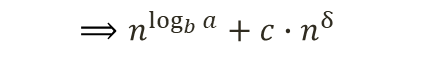 ⟹ n^{log_b a} + c · n^δ